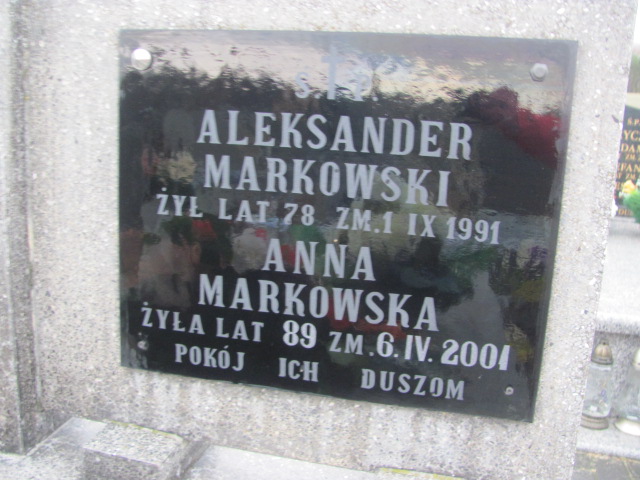 Ś. P.
ALEKSANDER
MARKOWSKI
ŻYŁ LAT 78 ZM.1 IX 1991
ANNA
MARKOWSKA
ŻYŁA LAT 89 ZM.6.IV.2001
POKÓJ ICH DUSZOM